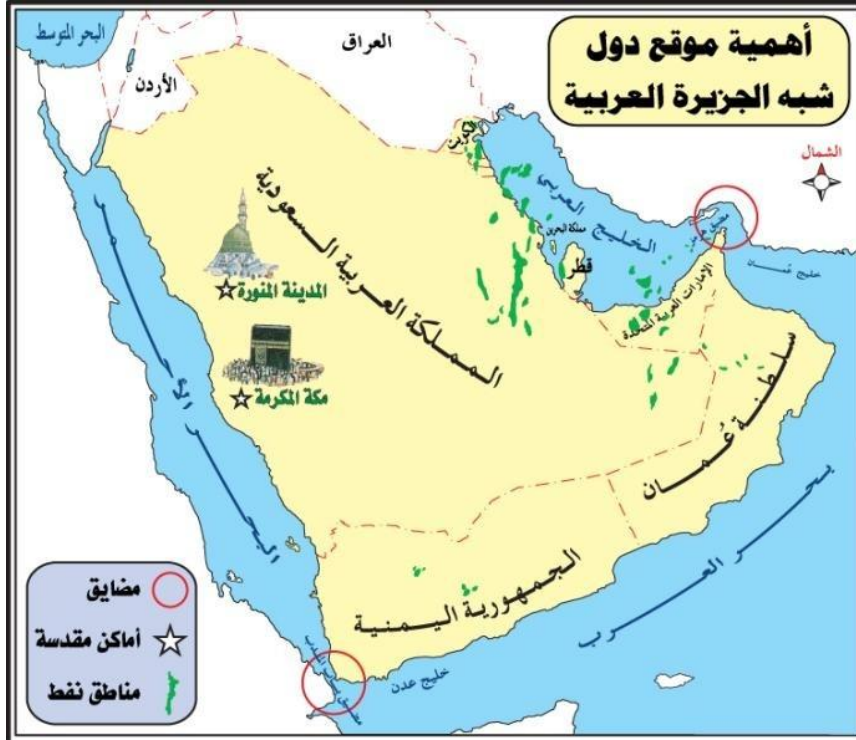 أهمية موقع دول
شبه الجزيرة العربية
البحر المتوسط
العراق
الأردن
الشمال
الكويت
الخليج العربي
مضيق هرمز
مملكة البحرين
قطر
خليج عُمان
الإمارات العربية المتحدة
المملكة العربية السعودية
المدينة المنورة
مكة المكرمة
البحر الأحمر
سلطنة عُمان
بحر العرب
الجمهورية اليمنية
خليج عدن
مضيق باب المندب
مضايق
أماكن مقدسة
مناطق نفط